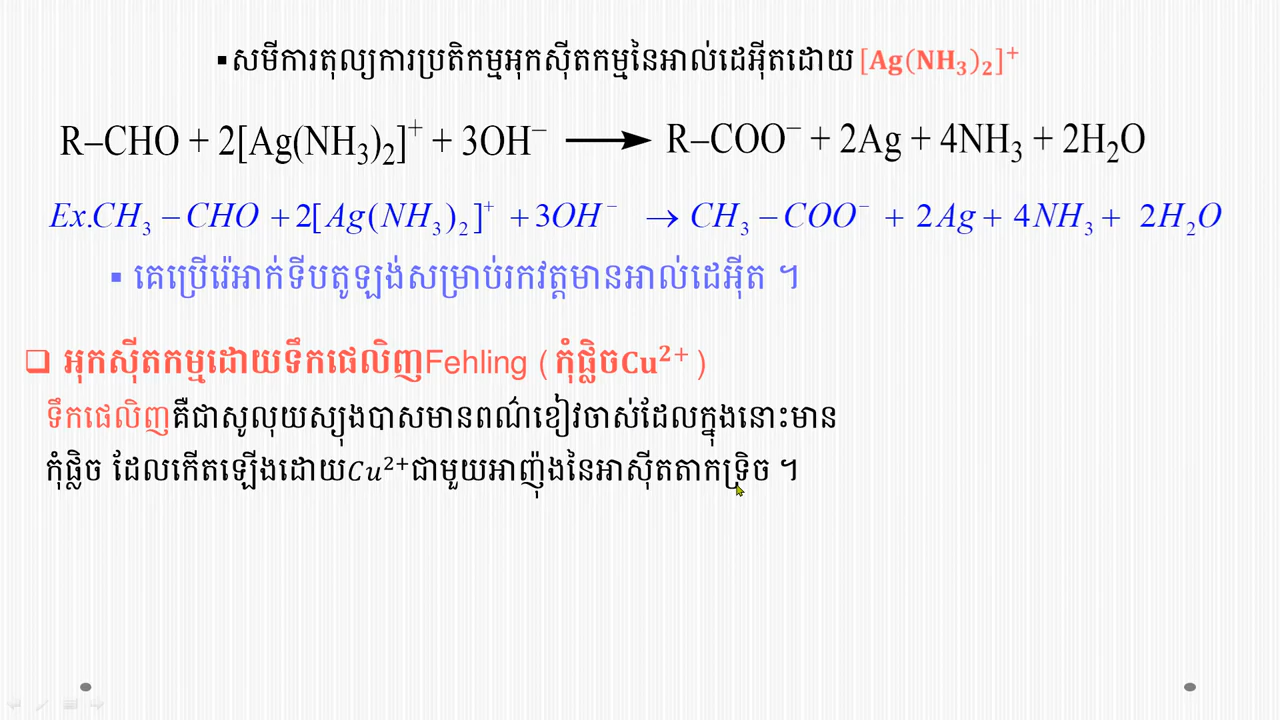 ▪សមីការតុល្យការប្រតិកម្មអុកស៊ីតកម្មនៃអាល់ដេអ៊ីតដោយ [Ag(NH₃)₂]⁺
R–CHO + 2[Ag(NH₃)₂]⁺ + 3OH⁻ ⟶ R–COO⁻ + 2Ag + 4NH₃ + 2H₂O
Ex.CH₃ − CHO + 2[Ag(NH₃)₂]⁺ + 3OH⁻ → CH₃ − COO⁻ + 2Ag + 4NH₃ + 2H₂O
▪ គេប្រើរ៉េអាក់ទីបតូឡង់សម្រាប់រកវត្តមានអាល់ដេអ៊ីត ។
❑ អុកស៊ីតកម្មដោយទឹកផេលិញFehling ( កុំផ្លិចCu²⁺ )
ទឹកផេលិញគឺជាសូលុយស្យុងបាសមានពណ៌ខៀវចាស់ដែលក្នុងនោះមាន
កុំផ្លិច ដែលកើតឡើងដោយCu²⁺ជាមួយអាញ៉ុងនៃអាស៊ីតតាកទ្រិច ។